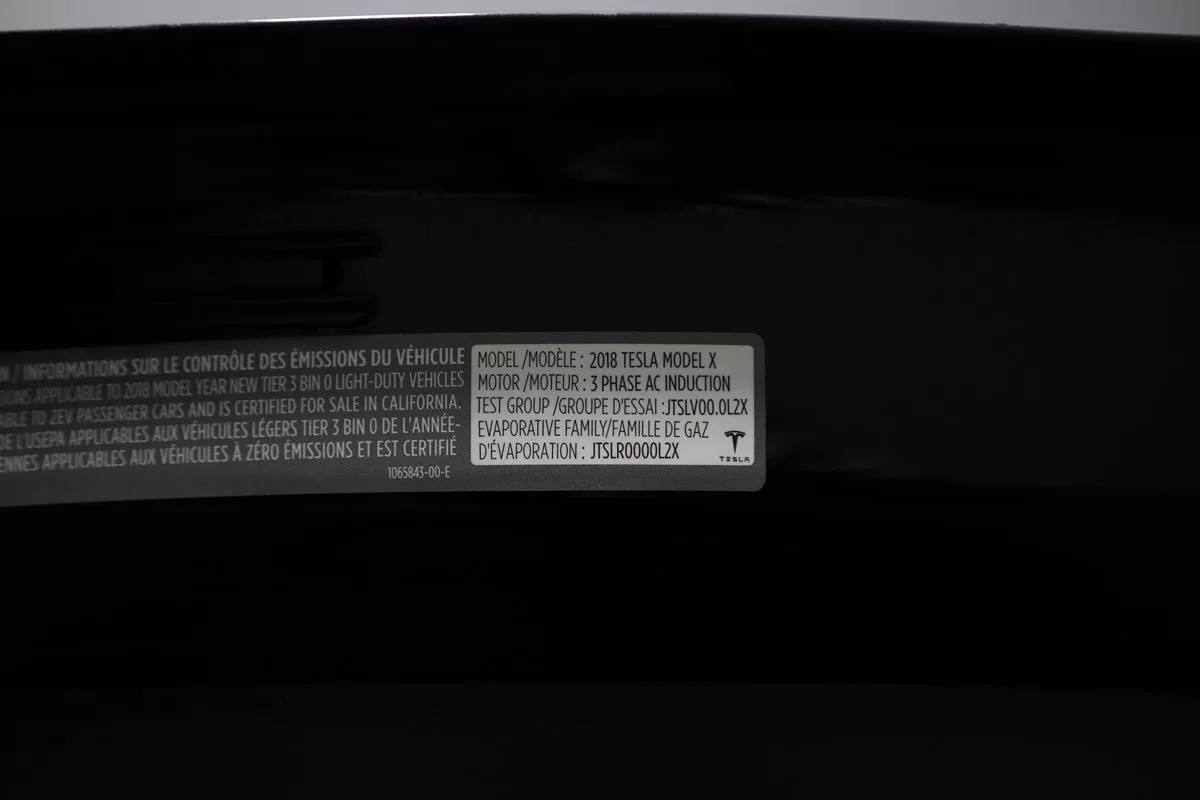 / INFORMATIONS SUR LE CONTRÔLE DES ÉMISSIONS DU VÉHICULE
APPLICABLE TO 2018 MODEL YEAR NEW TIER 3 BIN 0 LIGHT-DUTY VEHICLES
TO ZEV PASSENGER CARS AND IS CERTIFIED FOR SALE IN CALIFORNIA.
DE L'USEPA APPLICABLES AUX VÉHICULES LÉGERS TIER 3 BIN 0 DE L'ANNÉE-
APPLICABLES AUX VÉHICULES À ZÉRO ÉMISSIONS ET EST CERTIFIÉ
1065843-00-E
MODEL /MODÈLE : 2018 TESLA MODEL X
MOTOR /MOTEUR : 3 PHASE AC INDUCTION
TEST GROUP /GROUPE D'ESSAI :JTSLV00.0L2X
EVAPORATIVE FAMILY/FAMILLE DE GAZ
D'ÉVAPORATION : JTSLR0000L2X
TESLA